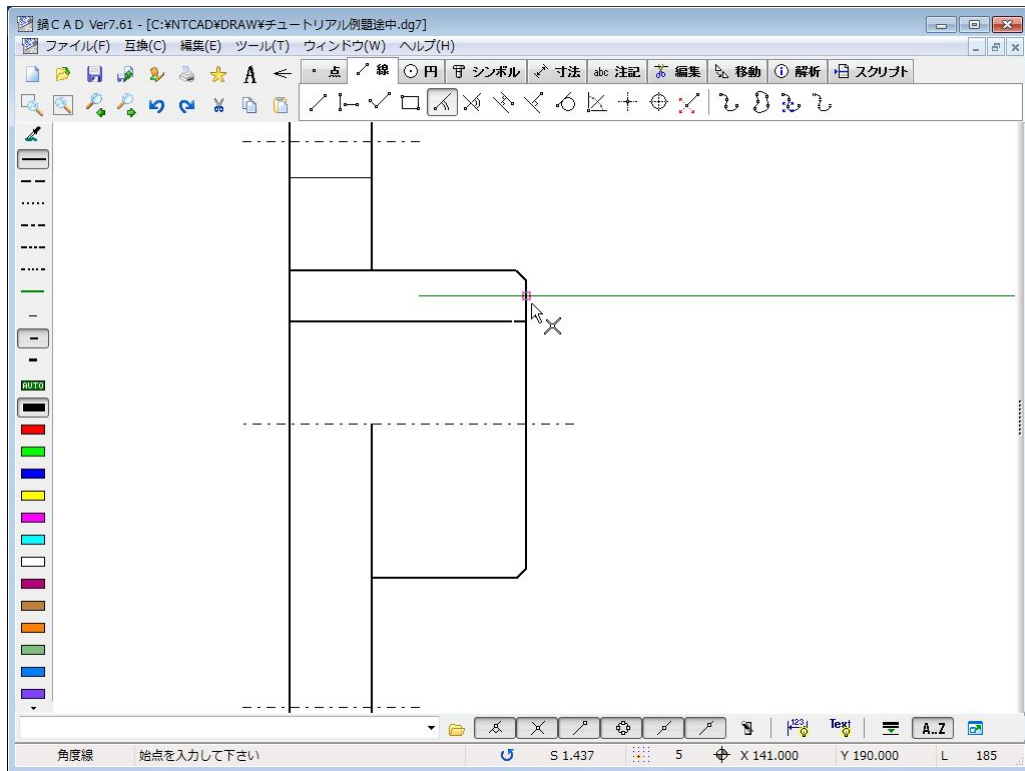 鍋CAD Ver7.61 - [C:¥NTCAD¥DRAW¥チュートリアル例題途中.dg7]
ファイル(F) 互換(C) 編集(E) ツール(T) ウィンドウ(W) ヘルプ(H)
A 点 線 円 シンボル 寸法 abc 注記 編集 移動 解析 スクリプト
AUTO
123 Text A..Z
角度線 始点を入力して下さい S 1.437 5 X 141.000 Y 190.000 L 185